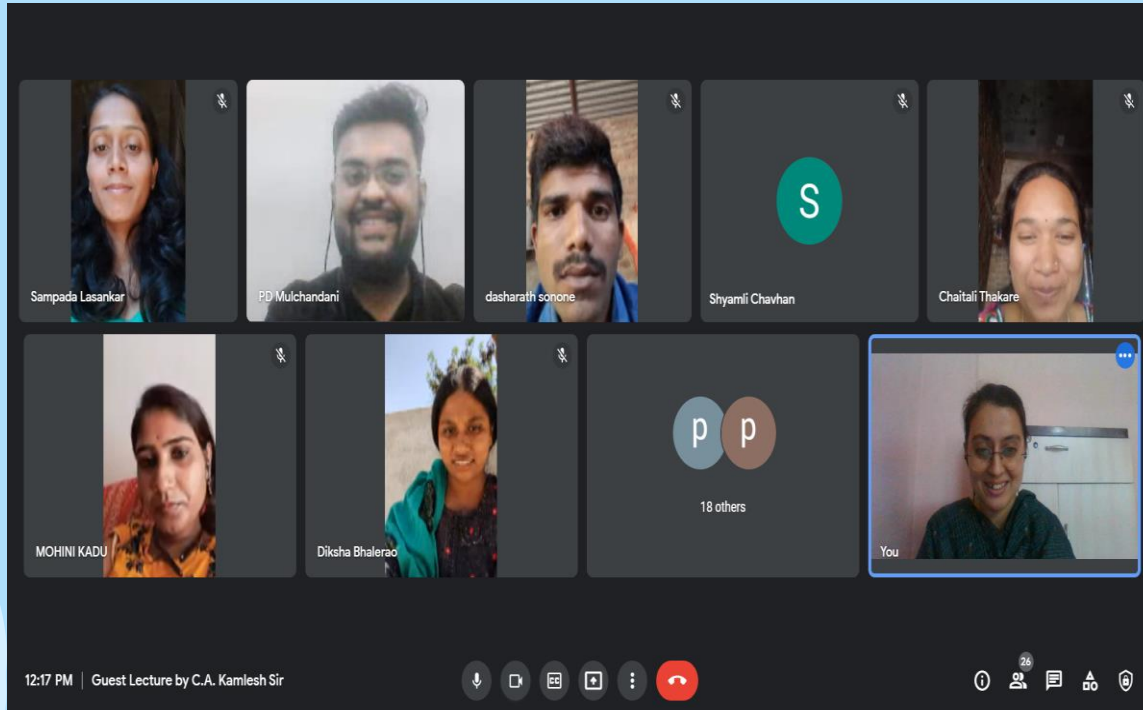 Sampada Lasankar
PD Mulchandani
dasharath sonone
S
Shyamli Chavhan
Chaitali Thakare
MOHINI KADU
Diksha Bhalerao
p p
18 others
You
12:17 PM | Guest Lecture by C.A. Kamlesh Sir
CC
26